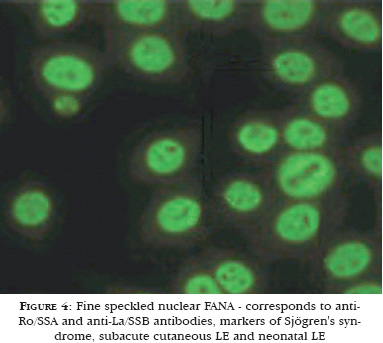 FIGURE 4: Fine speckled nuclear FANA - corresponds to anti-
Ro/SSA and anti-La/SSB antibodies, markers of Sjögren's syn-
drome, subacute cutaneous LE and neonatal LE